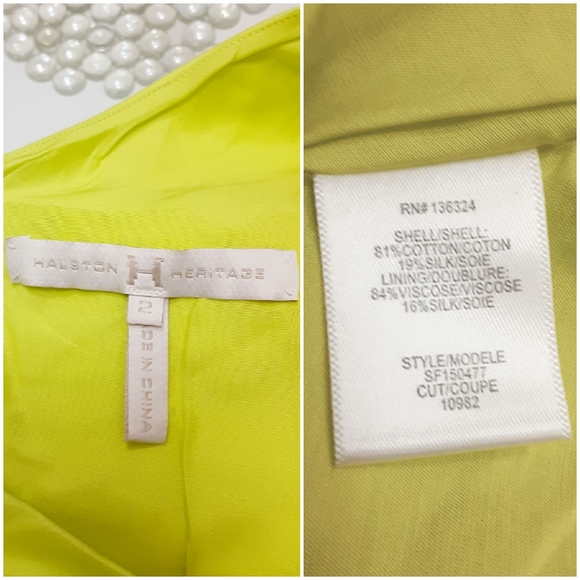 HALSTON H HERITAGE
2
MADE IN CHINA
RN# 136324
SHELL/SHELL:
81%COTTON/COTON
19%SILK/SOIE
LINING/DOUBLURE:
84%VISCOSE/VISCOSE
16%SILK/SOIE
STYLE/MODELE
SF150477
CUT/COUPE
10982